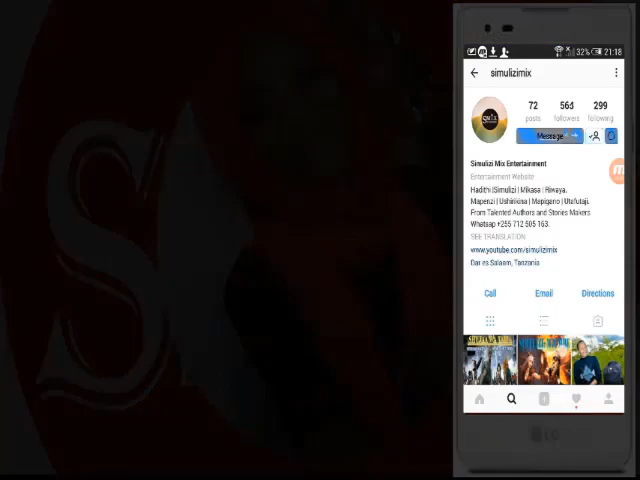 32% 21:18
simulizimix
72 56d 299
posts followers following
Message
Simulizi Mix Entertainment
Entertainment Website
Hadithi |Simulizi | Mikasa | Riwaya.
Mapenzi | Ushirikina | Mapigano | Utafutaji.
From Talented Authors and Stories Makers
Whatsap +255 712 505 163.
SEE TRANSLATION
www.youtube.com/simulizimix
Dar es Salaam, Tanzania
Call Email Directions
LG